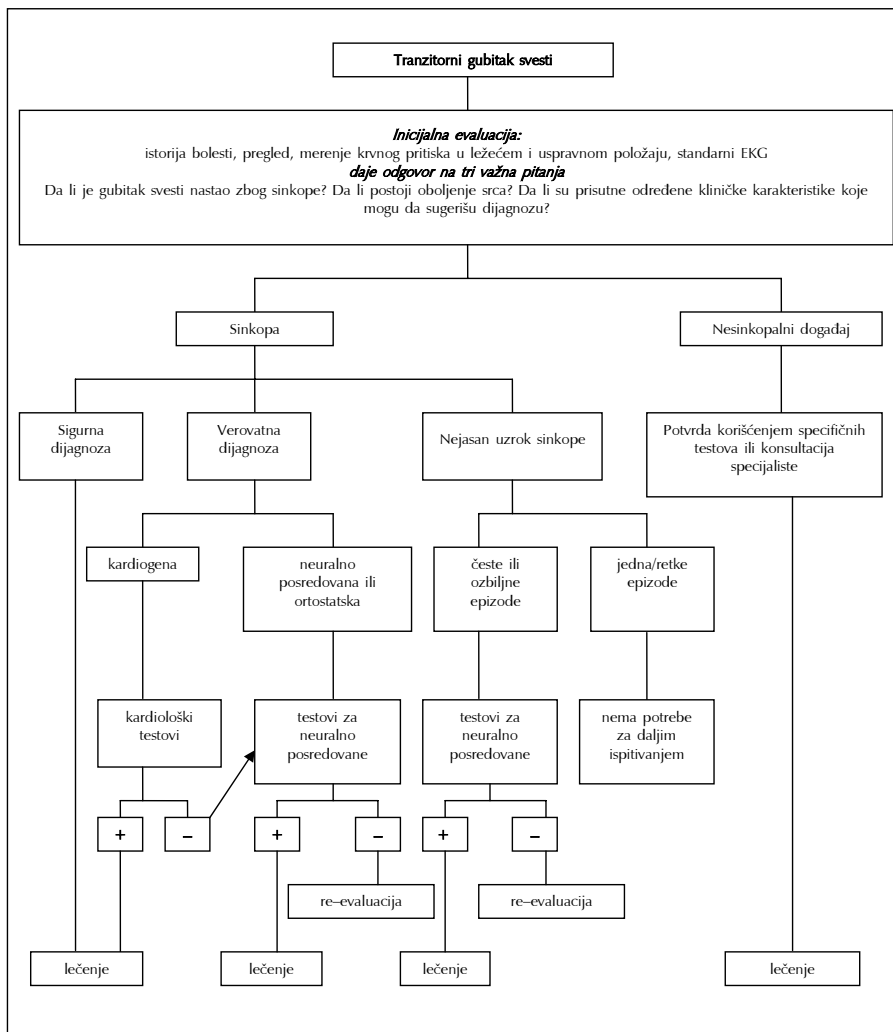 Tranzitorni gubitak svesti
Inicijalna evaluacija:
istorija bolesti, pregled, merenje krvnog pritiska u ležećem i uspravnom položaju, standarni EKG
daje odgovor na tri važna pitanja
Da li je gubitak svesti nastao zbog sinkope? Da li postoji oboljenje srca? Da li su prisutne određene kliničke karakteristike koje
mogu da sugerišu dijagnozu?
Sinkopa
Nesinkopalni događaj
Sigurna
dijagnoza
Verovatna
dijagnoza
Nejasan uzrok sinkope
Potvrda korišćenjem specifičnih
testova ili konsultacija
specijaliste
kardiogena
neuralno
posredovana ili
ortostatska
česte ili
ozbiljne
epizode
jedna/retke
epizode
kardiološki
testovi
testovi za
neuralno
posredovane
testovi za
neuralno
posredovane
nema potrebe
za daljim
ispitivanjem
+
–
+
–
+
–
re–evaluacija
re–evaluacija
lečenje
lečenje
lečenje
lečenje